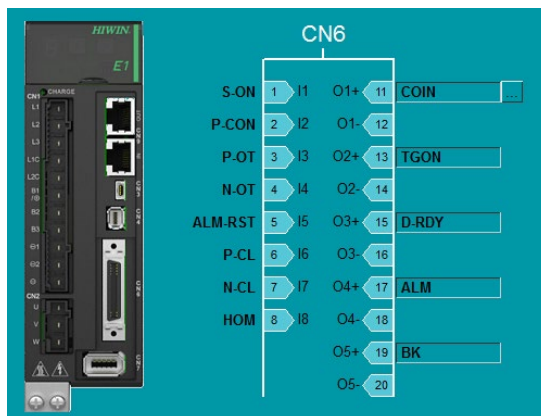 HIWIN.
E1
CN1 CHARGE
L1
L2
L3
L1C
L2C
B1
/⊕
B2
B3
⊖1
⊖2
⊖
CN2
U
V
W
CN6
S-ON 1 I1 O1+ 11 COIN ...
P-CON 2 I2 O1- 12
P-OT 3 I3 O2+ 13 TGON
N-OT 4 I4 O2- 14
ALM-RST 5 I5 O3+ 15 D-RDY
P-CL 6 I6 O3- 16
N-CL 7 I7 O4+ 17 ALM
HOM 8 I8 O4- 18
O5+ 19 BK
O5- 20